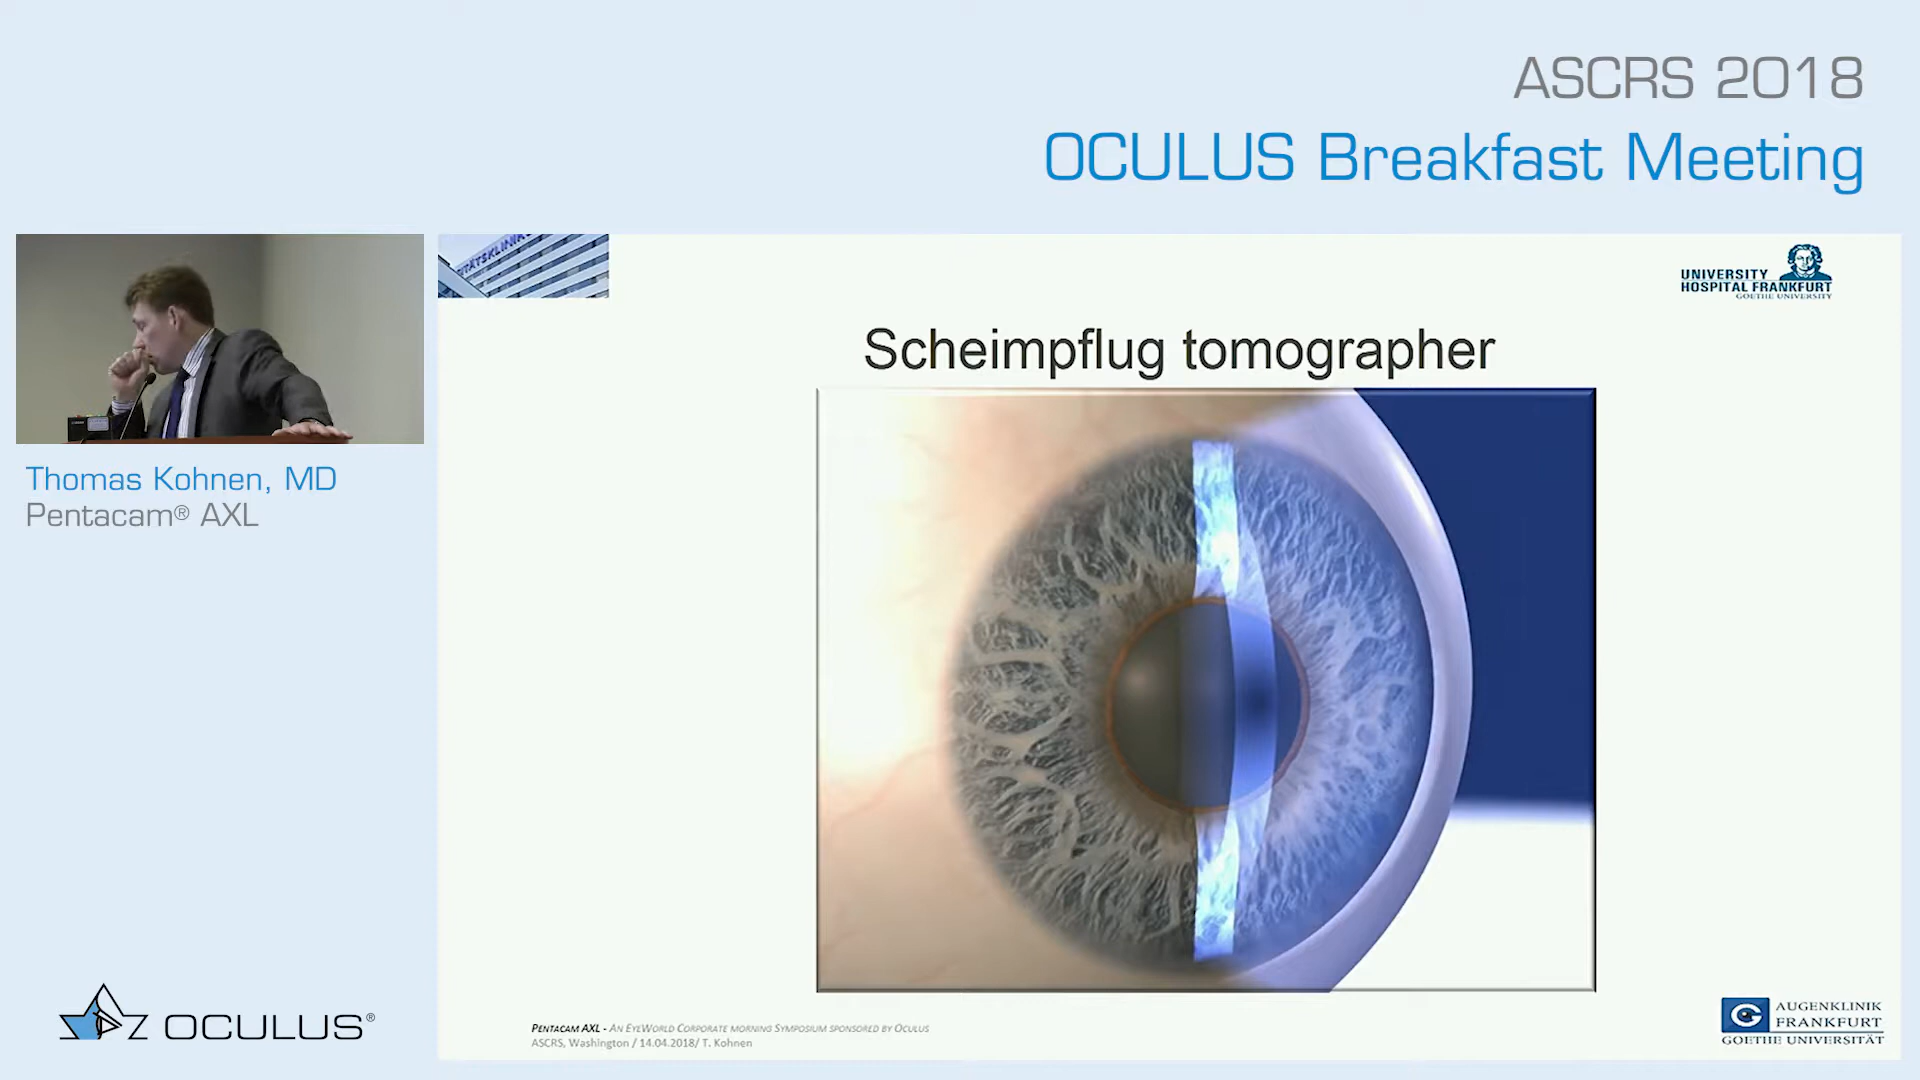 ASCRS 2018
OCULUS Breakfast Meeting
UNIVERSITY
HOSPITAL FRANKFURT
GOETHE UNIVERSITY
Scheimpflug tomographer
Thomas Kohnen, MD
Pentacam® AXL
OCULUS®
PENTACAM AXL - AN EYEWORLD CORPORATE MORNING SYMPOSIUM SPONSORED BY OCULUS
ASCRS, Washington / 14.04.2018/ T. Kohnen
AUGENKLINIK
FRANKFURT
GOETHE UNIVERSITÄT